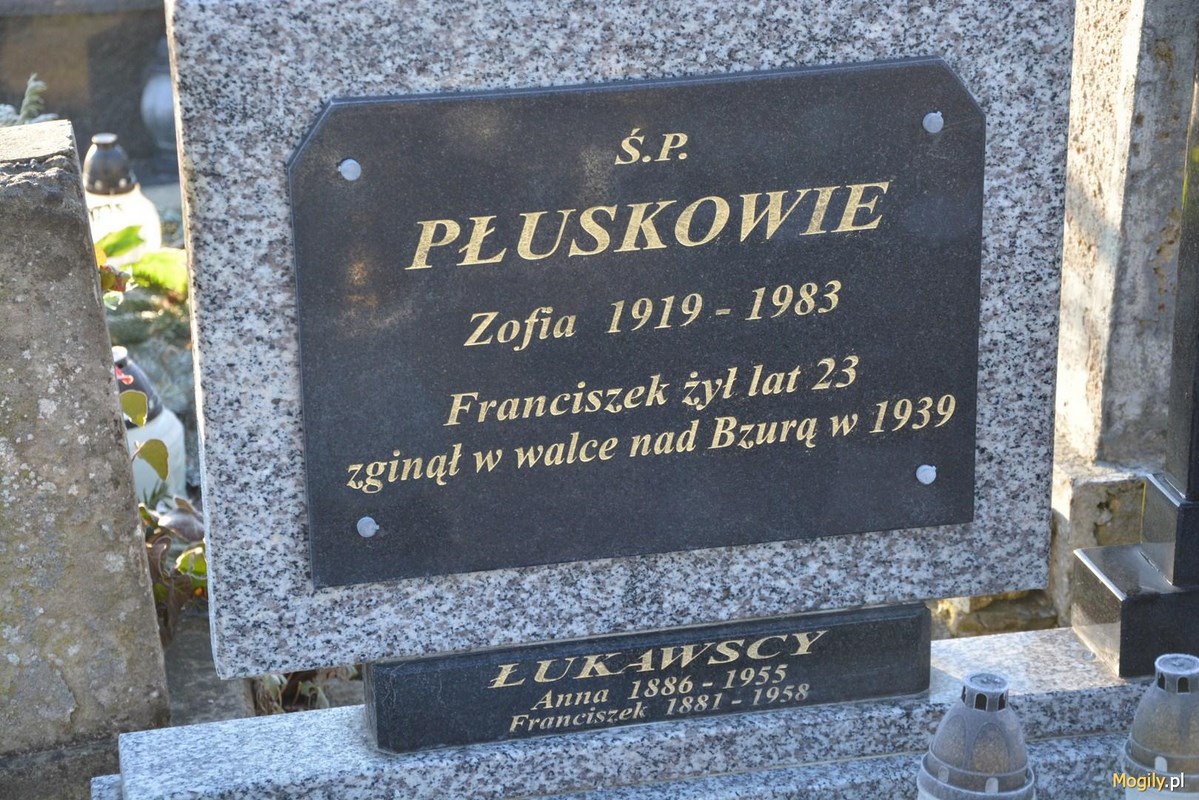 Ś.P.
PŁUSKOWIE
Zofia 1919 - 1983
Franciszek żył lat 23
zginął w walce nad Bzurą w 1939
ŁUKAWSCY
Anna 1886 - 1955
Franciszek 1881 - 1958
Mogily.pl